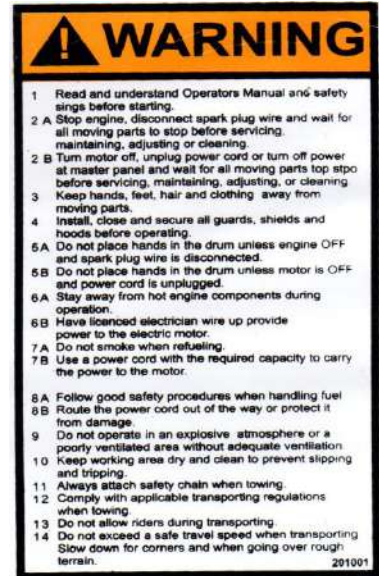 WARNING
1 Read and understand Operators Manual and safety
sings before starting.
2 A Stop engine, disconnect spark plug wire and wait for
all moving parts to stop before servicing.
maintaining, adjusting or cleaning.
2 B Turn motor off, unplug power cord or turn off power
at master panel and wait for all moving parts top stpo
before servicing, maintaining, adjusting, or cleaning
3 Keep hands, feet, hair and clothing away from
moving parts.
4 Install, close and secure all guards, shields and
hoods before operating.
5A Do not place hands in the drum unless engine OFF
and spark plug wire is disconnected.
5B Do not place hands in the drum unless motor is OFF
and power cord is unplugged.
6A Stay away from hot engine components during
operation.
6B Have licenced electrician wire up provide
power to the electric motor.
7A Do not smoke when refueling.
7B Use a power cord with the required capacity to carry
the power to the motor.
8A Follow good safety procedures when handling fuel
8B Route the power cord out of the way or protect it
from damage.
9 Do not operate in an explosive atmosphere or a
poorly ventilated area without adequate ventilation
10 Keep working area dry and clean to prevent slipping
and tripping.
11 Always attach safety chain when towing.
12 Comply with applicable transporting regulations
when towing.
13 Do not allow riders during transporting.
14 Do not exceed a safe travel speed when transporting
Slow down for corners and when going over rough
terrain.
201001